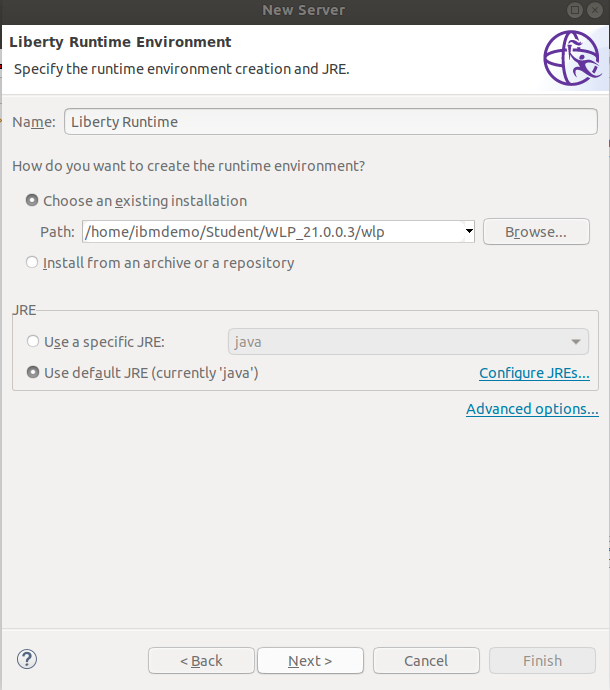 New Server
Liberty Runtime Environment
Specify the runtime environment creation and JRE.
Name: Liberty Runtime
How do you want to create the runtime environment?
Choose an existing installation
Path: /home/ibmdemo/Student/WLP_21.0.0.3/wlp Browse...
Install from an archive or a repository
JRE
Use a specific JRE: java
Use default JRE (currently 'java') Configure JREs...
Advanced options...
? < Back Next > Cancel Finish